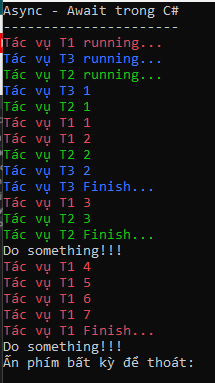 Async - Await trong C#
----------------------
Tác vụ T1 running...
Tác vụ T3 running...
Tác vụ T2 running...
Tác vụ T3 1
Tác vụ T2 1
Tác vụ T1 1
Tác vụ T1 2
Tác vụ T2 2
Tác vụ T3 2
Tác vụ T3 Finish...
Tác vụ T1 3
Tác vụ T2 3
Tác vụ T2 Finish...
Do something!!!
Tác vụ T1 4
Tác vụ T1 5
Tác vụ T1 6
Tác vụ T1 7
Tác vụ T1 Finish...
Do something!!!
Ấn phím bất kỳ để thoát: